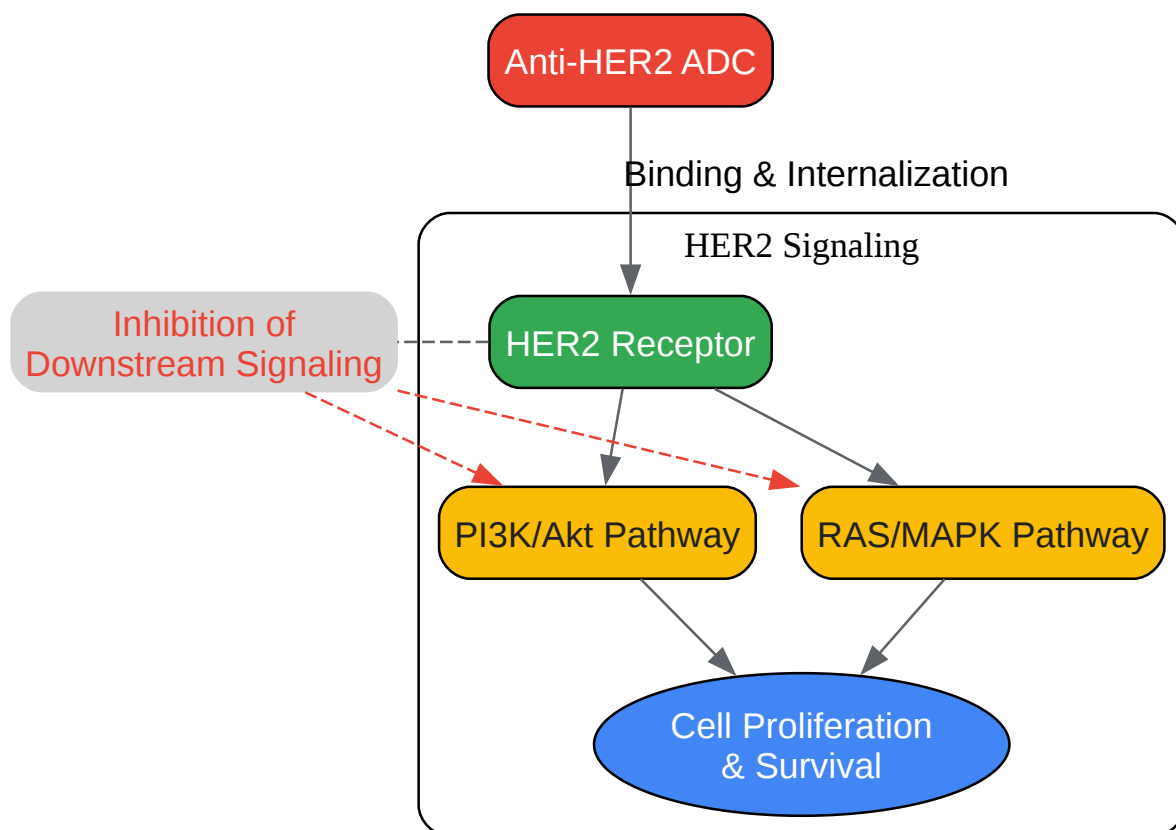 Anti-HER2 ADC
Binding & Internalization
HER2 Signaling
Inhibition of
Downstream Signaling
HER2 Receptor
PI3K/Akt Pathway
RAS/MAPK Pathway
Cell Proliferation
& Survival